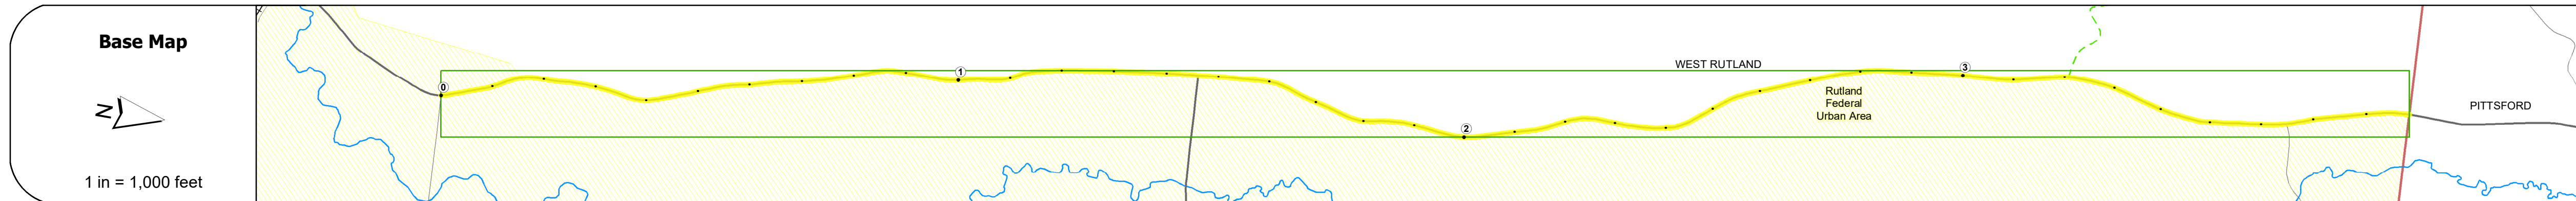 Base Map
N
1 in = 1,000 feet
0
1
2
3
WEST RUTLAND
Rutland
Federal
Urban Area
PITTSFORD